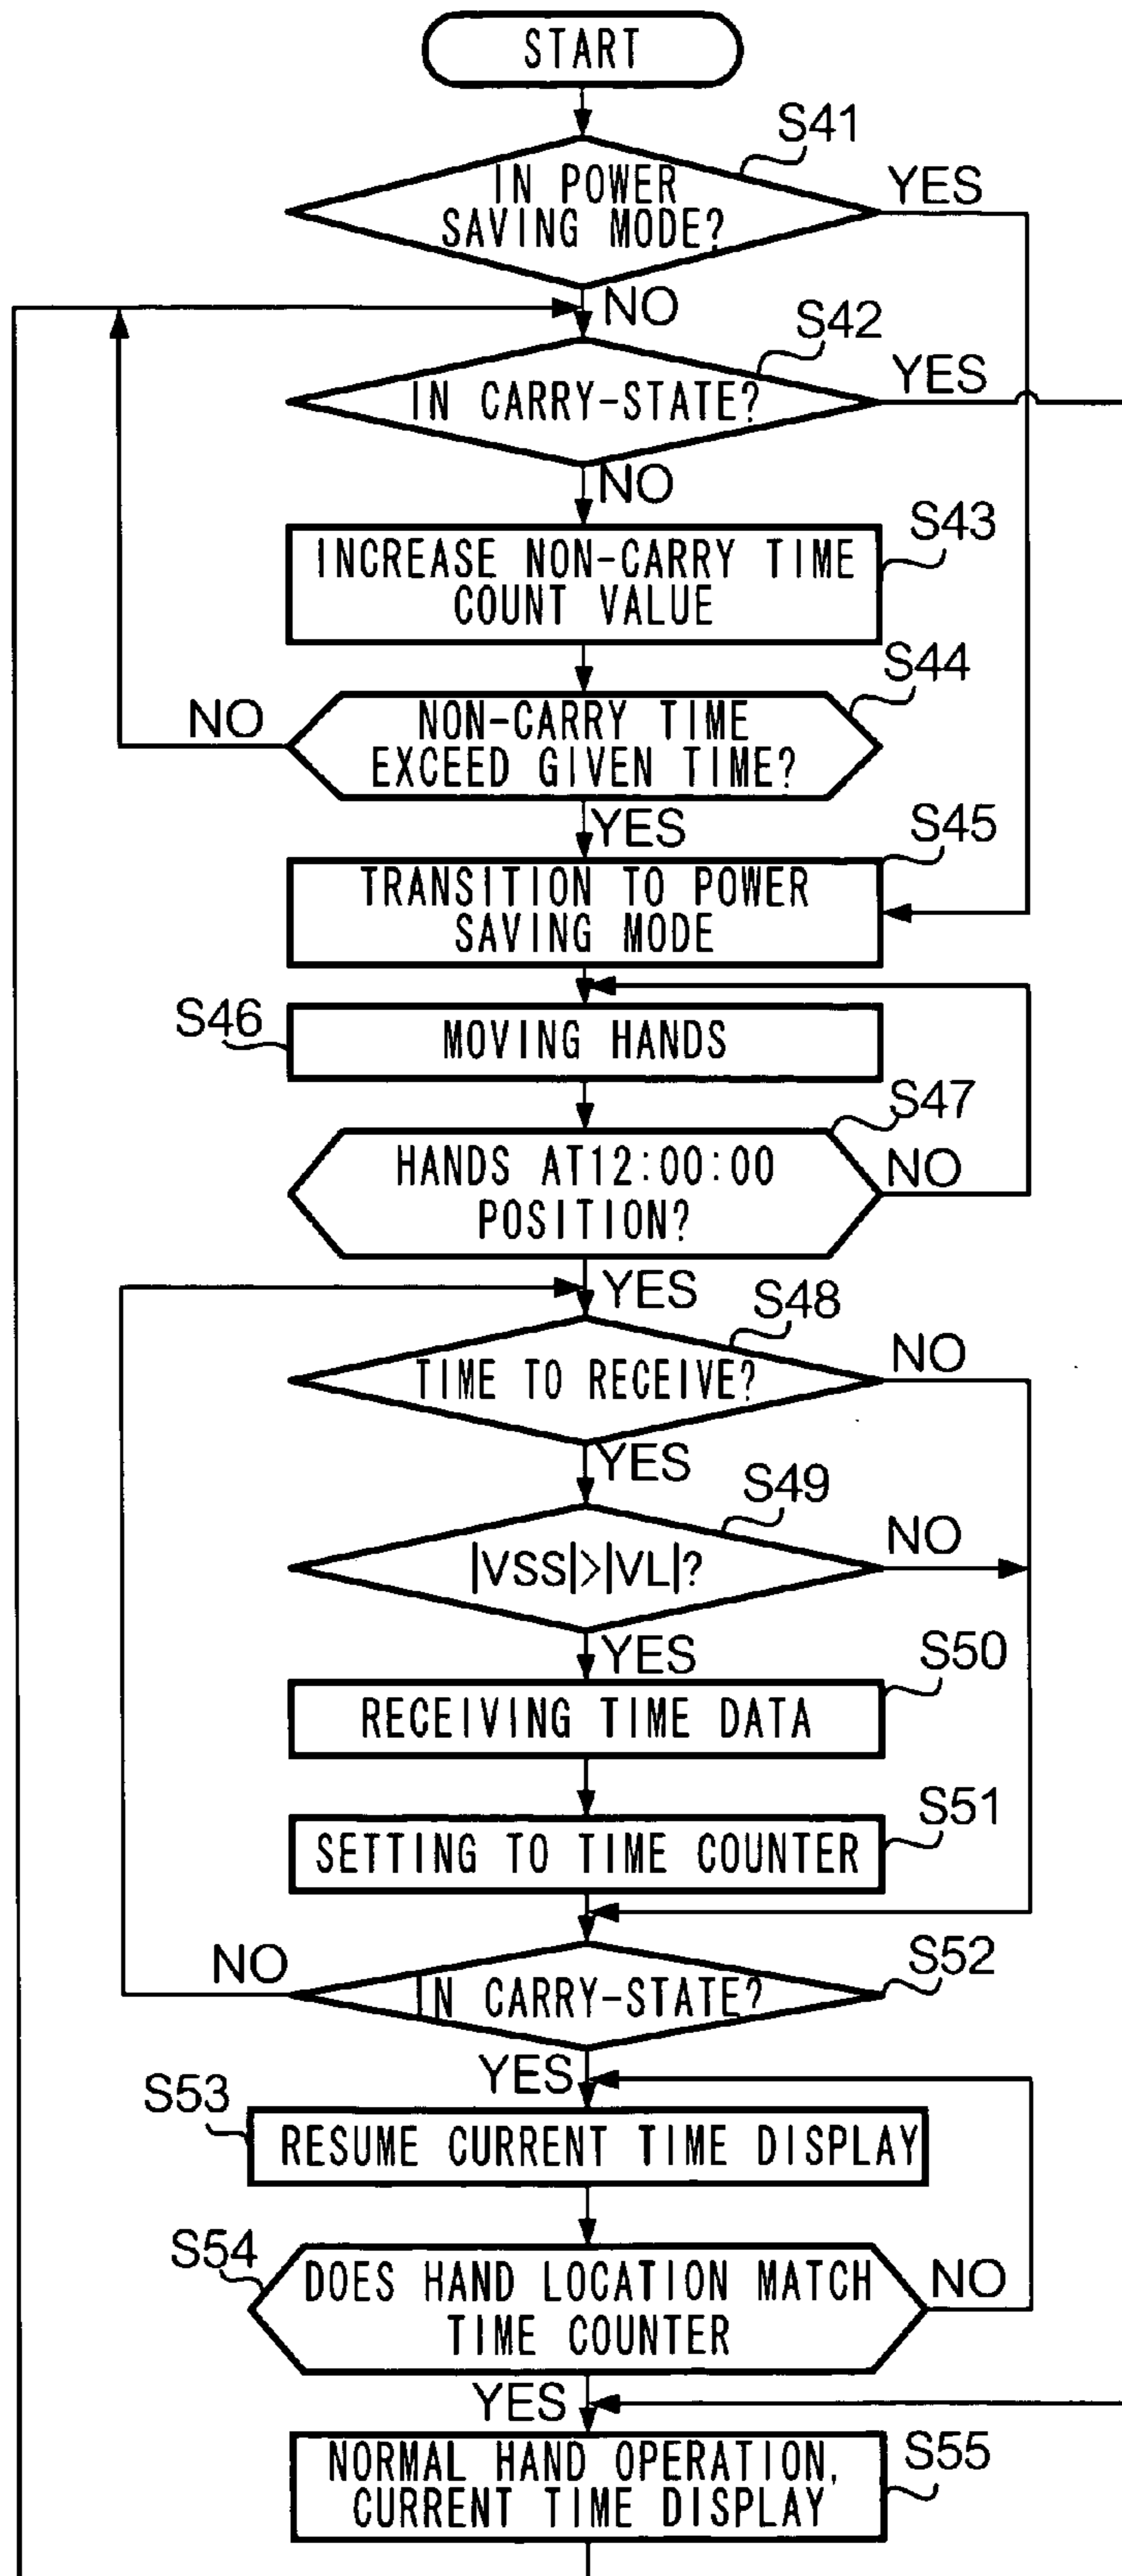 START
S41
IN POWER
SAVING MODE?
YES
NO
S42
IN CARRY-STATE?
YES
NO
S43
INCREASE NON-CARRY TIME
COUNT VALUE
S44
NON-CARRY TIME
EXCEED GIVEN TIME?
NO
YES
S45
TRANSITION TO POWER
SAVING MODE
S46
MOVING HANDS
S47
HANDS AT12:00:00
POSITION?
NO
YES
S48
TIME TO RECEIVE?
NO
YES
S49
|VSS|>|VL|?
NO
YES
S50
RECEIVING TIME DATA
S51
SETTING TO TIME COUNTER
S52
IN CARRY-STATE?
NO
YES
S53
RESUME CURRENT TIME DISPLAY
S54
DOES HAND LOCATION MATCH
TIME COUNTER
NO
YES
S55
NORMAL HAND OPERATION,
CURRENT TIME DISPLAY